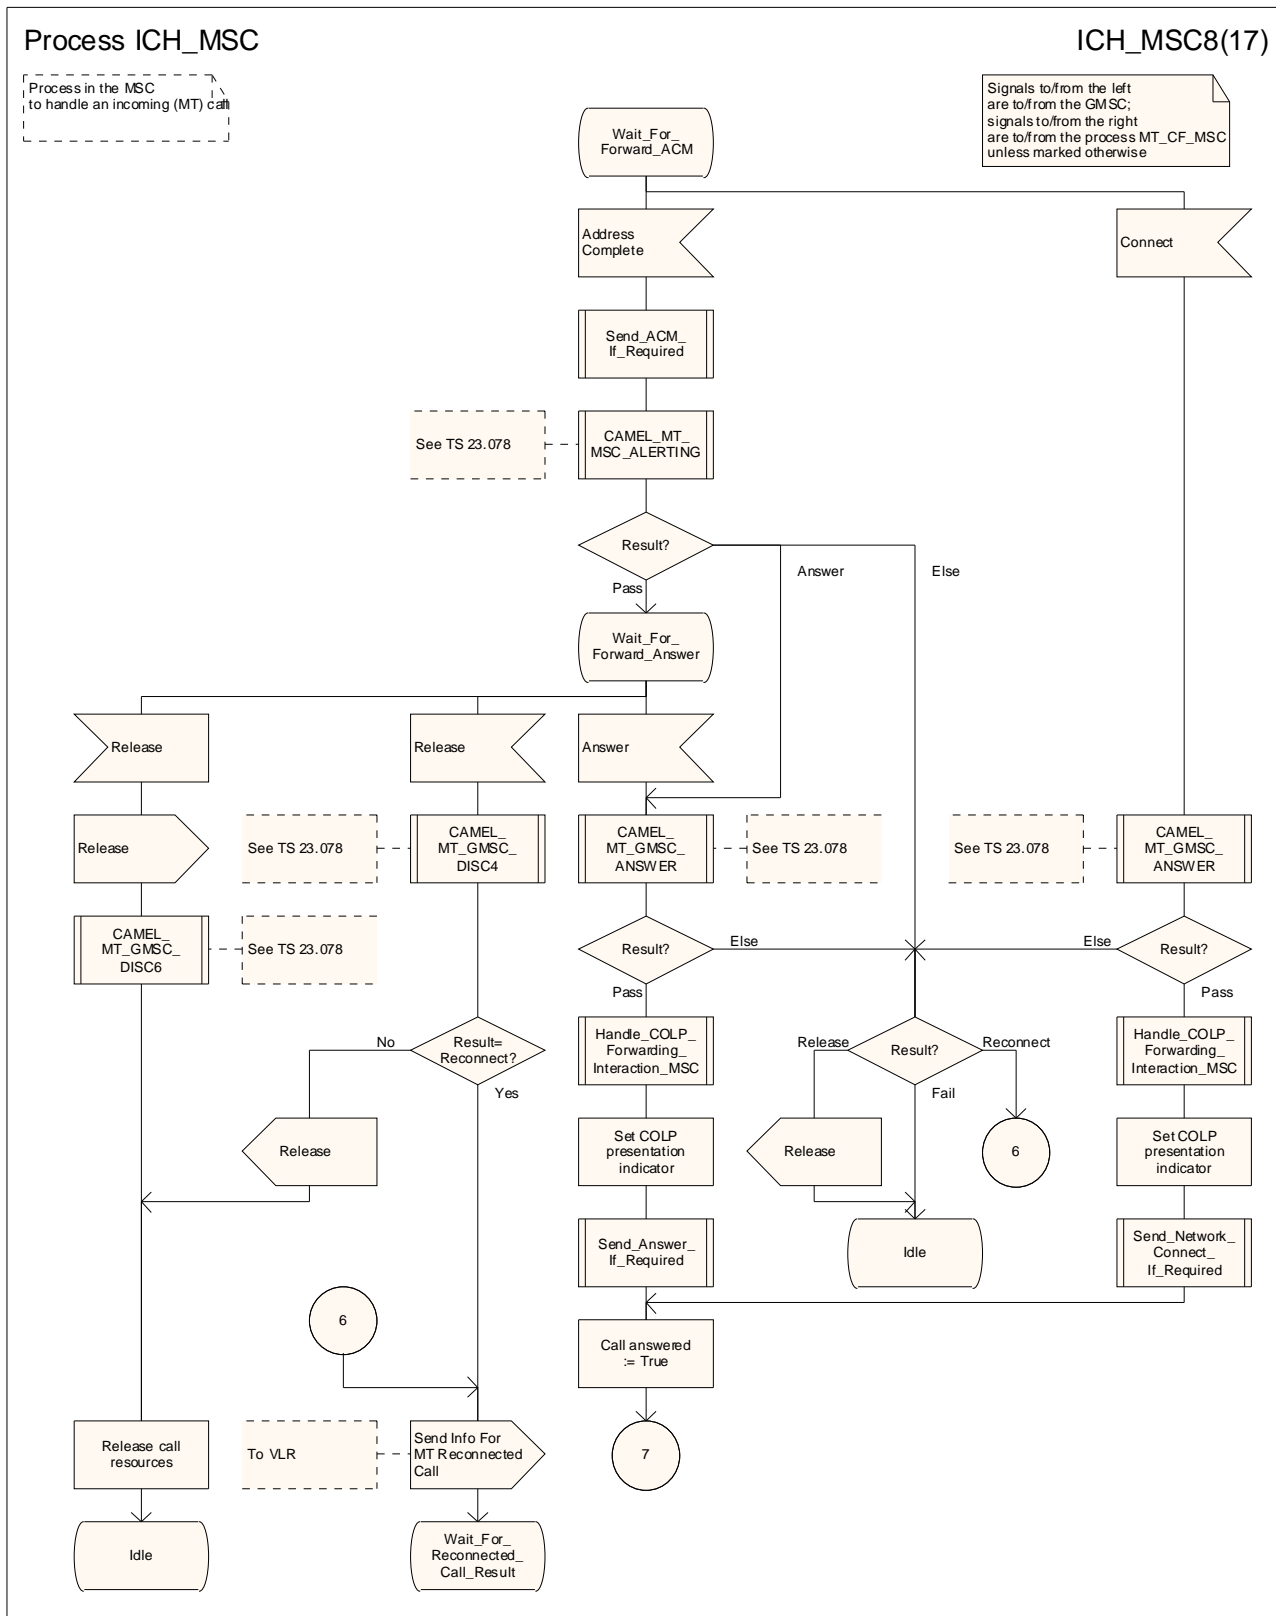 Process ICH_MSC
ICH_MSC8(17)
Process in the MSC
to handle an incoming (MT) call
Signals to/from the left
are to/from the GMSC;
signals to/from the right
are to/from the process MT_CF_MSC
unless marked otherwise
Wait_For_
Forward_ACM
Address
Complete
Connect
Send_ACM_
If_Required
See TS 23.078
CAMEL_MT_
MSC_ALERTING
Result?
Answer
Else
Pass
Wait_For_
Forward_Answer
Release
Release
Answer
Release
See TS 23.078
CAMEL_
MT_GMSC_
DISC4
CAMEL_
MT_GMSC_
ANSWER
See TS 23.078
See TS 23.078
CAMEL_
MT_GMSC_
ANSWER
CAMEL_
MT_GMSC_
DISC6
See TS 23.078
Result?
Else
Else
Result?
Pass
Pass
No
Result=
Reconnect?
Yes
Handle_COLP_
Forwarding_
Interaction_MSC
Release
Result?
Reconnect
Fail
Handle_COLP_
Forwarding_
Interaction_MSC
Release
Set COLP
presentation
indicator
Release
6
Set COLP
presentation
indicator
Send_Answer_
If_Required
Idle
Send_Network_
Connect_
If_Required
6
Call answered
:= True
Release call
resources
To VLR
Send Info For
MT Reconnected
Call
7
Idle
Wait_For_
Reconnected_
Call_Result